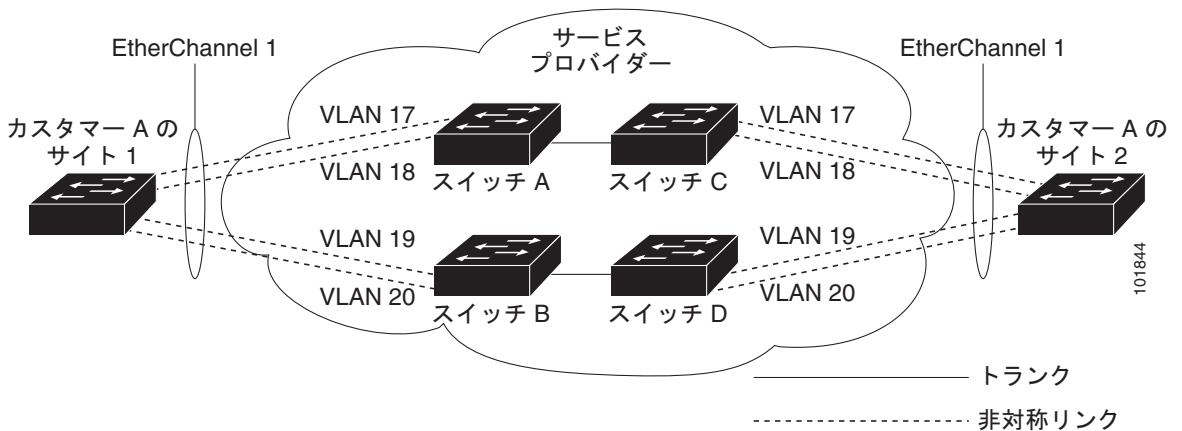 サービス
プロバイダー
EtherChannel 1
EtherChannel 1
カスタマー A の
サイト 1
VLAN 17
VLAN 18
スイッチ A
スイッチ C
VLAN 17
VLAN 18
カスタマー A の
サイト 2
VLAN 19
VLAN 20
スイッチ B
スイッチ D
VLAN 19
VLAN 20
101844
トランク
非対称リンク